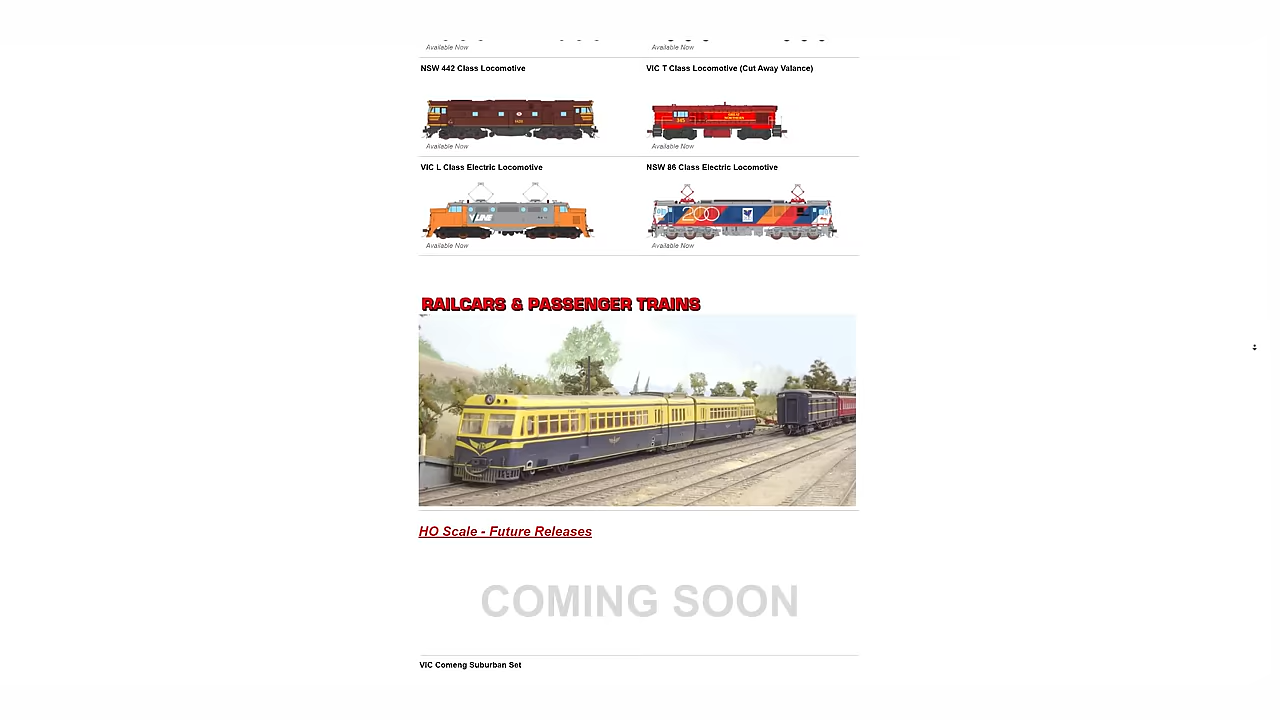 Available Now
Available Now
NSW 442 Class Locomotive
VIC T Class Locomotive (Cut Away Valance)
Available Now
Available Now
VIC L Class Electric Locomotive
NSW 86 Class Electric Locomotive
V/LINE
200
Available Now
Available Now
RAILCARS & PASSENGER TRAINS
HO Scale - Future Releases
COMING SOON
VIC Comeng Suburban Set